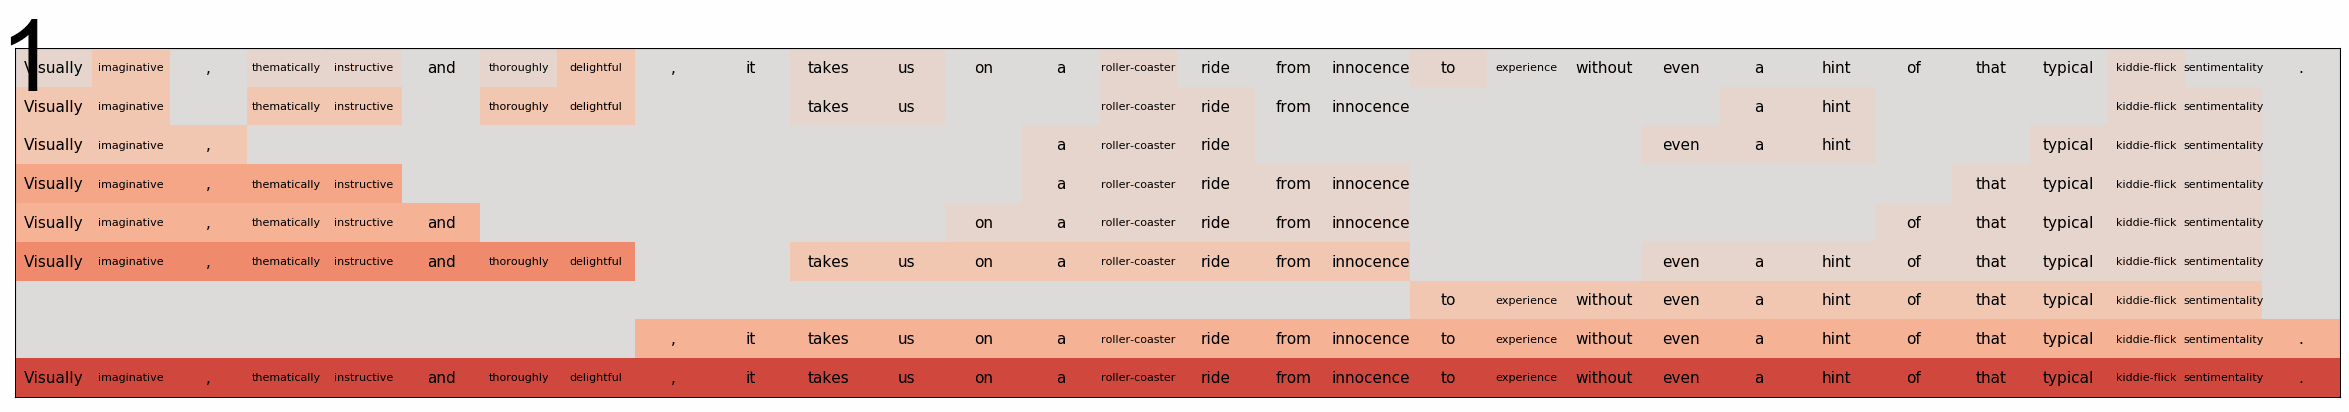 1
Visually imaginative , thematically instructive and thoroughly delightful , it takes us on a roller-coaster ride from innocence to experience without even a hint of that typical kiddie-flick sentimentality .
Visually imaginative thematically instructive thoroughly delightful takes us roller-coaster ride from innocence a hint kiddie-flick sentimentality
Visually imaginative , a roller-coaster ride even a hint typical kiddie-flick sentimentality
Visually imaginative , thematically instructive a roller-coaster ride from innocence that typical kiddie-flick sentimentality
Visually imaginative , thematically instructive and on a roller-coaster ride from innocence of that typical kiddie-flick sentimentality
Visually imaginative , thematically instructive and thoroughly delightful takes us on a roller-coaster ride from innocence even a hint of that typical kiddie-flick sentimentality
to experience without even a hint of that typical kiddie-flick sentimentality
, it takes us on a roller-coaster ride from innocence to experience without even a hint of that typical kiddie-flick sentimentality .
Visually imaginative , thematically instructive and thoroughly delightful , it takes us on a roller-coaster ride from innocence to experience without even a hint of that typical kiddie-flick sentimentality .